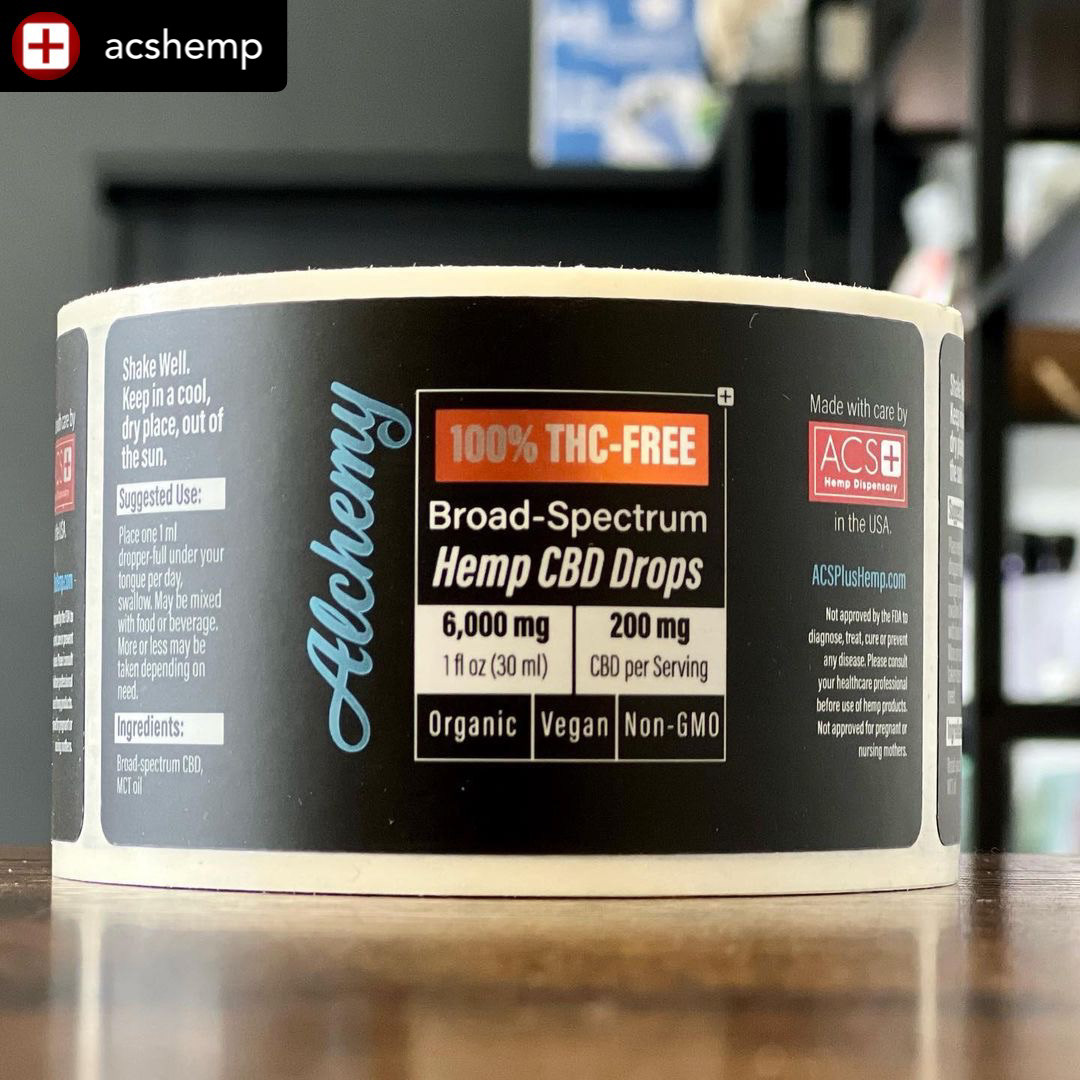 acshemp
Shake Well.
Keep in a cool,
dry place, out of
the sun.
Suggested Use:
Place one 1 ml
dropper-full under your
tongue per day,
swallow. May be mixed
with food or beverage.
More or less may be
taken depending on
need.
Ingredients:
Broad-spectrum CBD,
MCT oil
Alchemy
100% THC-FREE
Broad-Spectrum
Hemp CBD Drops
6,000 mg
1 fl oz (30 ml)
200 mg
CBD per Serving
Organic
Vegan
Non-GMO
Made with care by
ACS
Hemp Dispensary
in the USA.
ACSPlusHemp.com
Not approved by the FDA to
diagnose, treat, cure or prevent
any disease. Please consult
your healthcare professional
before use of hemp products.
Not approved for pregnant or
nursing mothers.